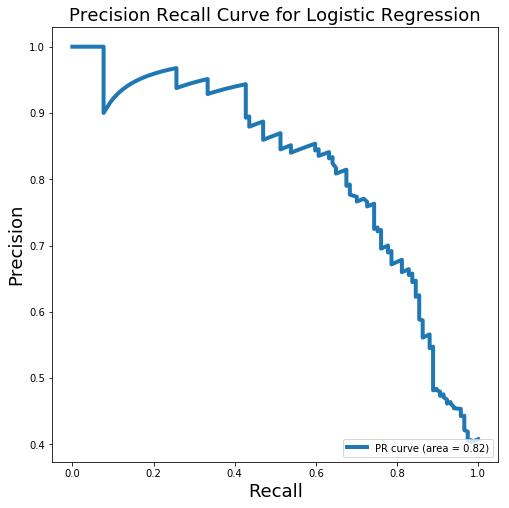 Precision Recall Curve for Logistic Regression
1.0
0.9
0.8
0.7
0.6
0.5
0.4
Precision
PR curve (area = 0.82)
0.0 0.2 0.4 0.6 0.8 1.0
Recall